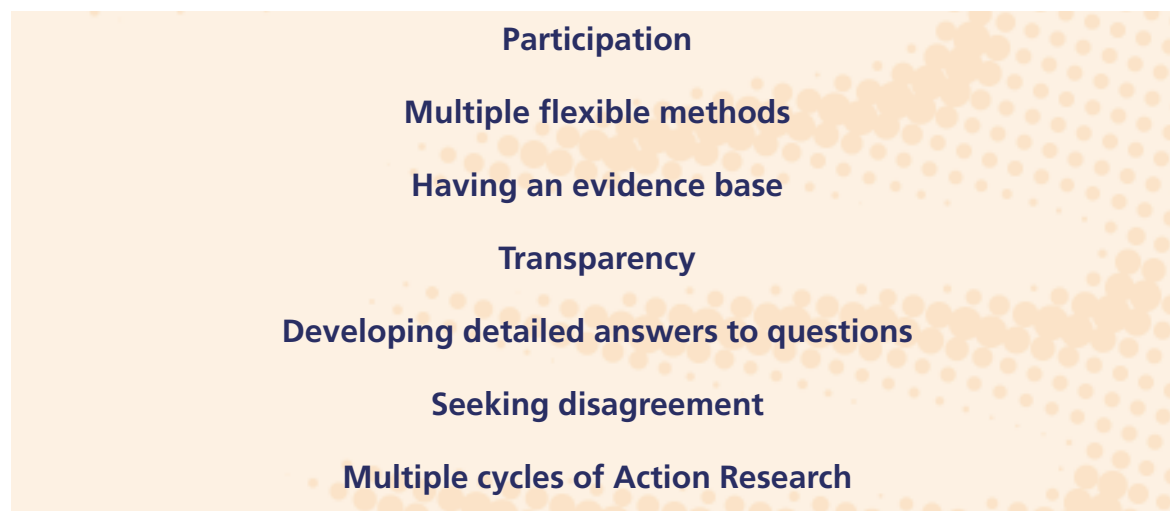 Participation
Multiple flexible methods
Having an evidence base
Transparency
Developing detailed answers to questions
Seeking disagreement
Multiple cycles of Action Research